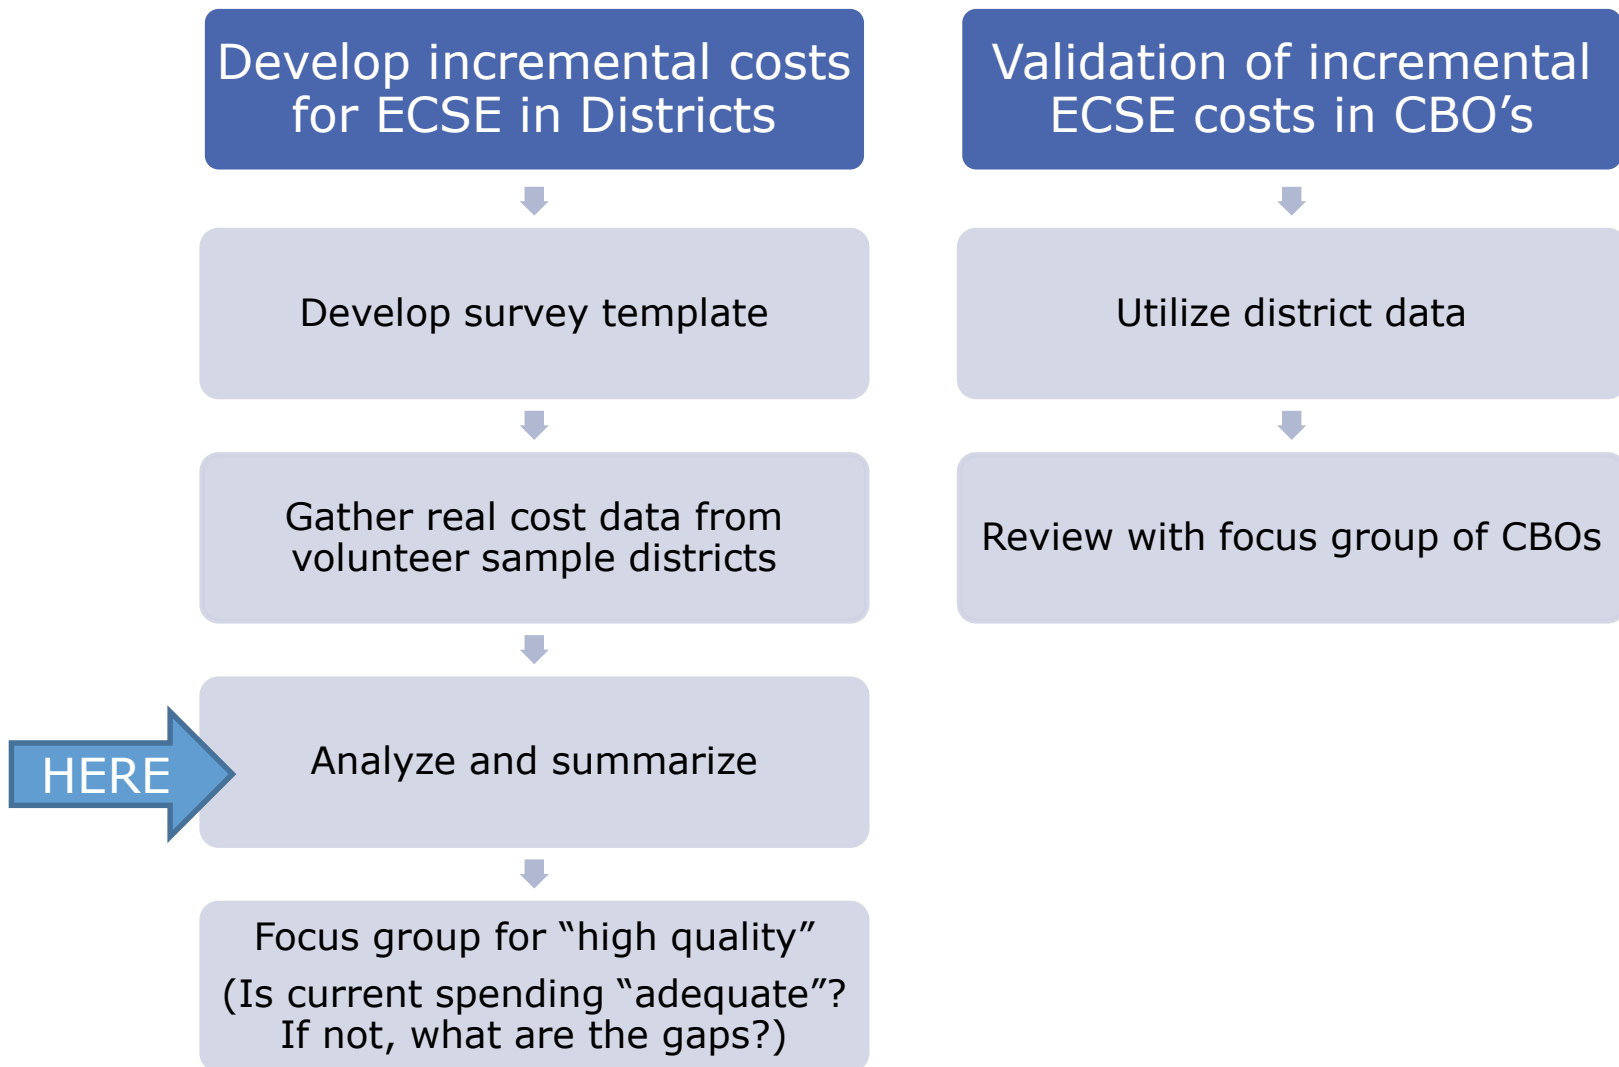 Develop incremental costs
for ECSE in Districts
Develop survey template
Gather real cost data from
volunteer sample districts
HERE
Analyze and summarize
Focus group for “high quality”
(Is current spending “adequate”?
If not, what are the gaps?)
Validation of incremental
ECSE costs in CBO’s
Utilize district data
Review with focus group of CBOs